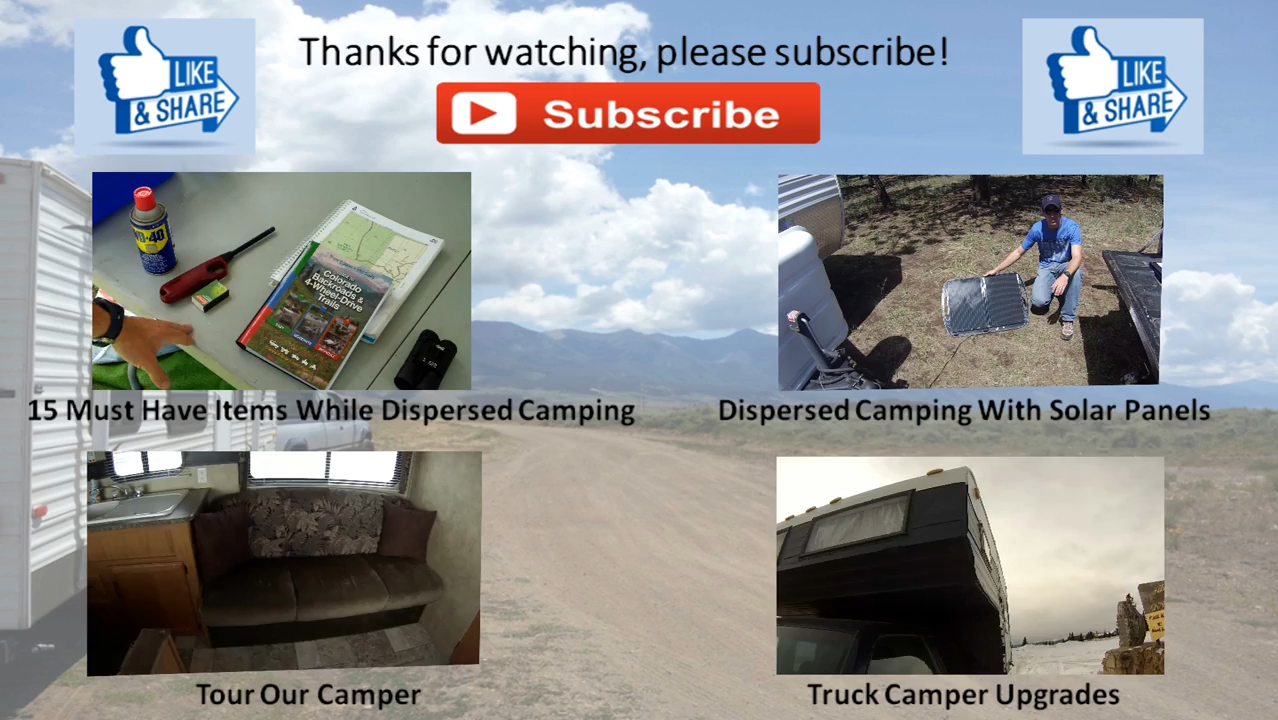 Thanks for watching, please subscribe!
LIKE
& SHARE
Subscribe
LIKE
& SHARE
WD-40
Colorado
Backroads &
4-Wheel-Drive
Trails
15 Must Have Items While Dispersed Camping
Dispersed Camping With Solar Panels
Tour Our Camper
Truck Camper Upgrades